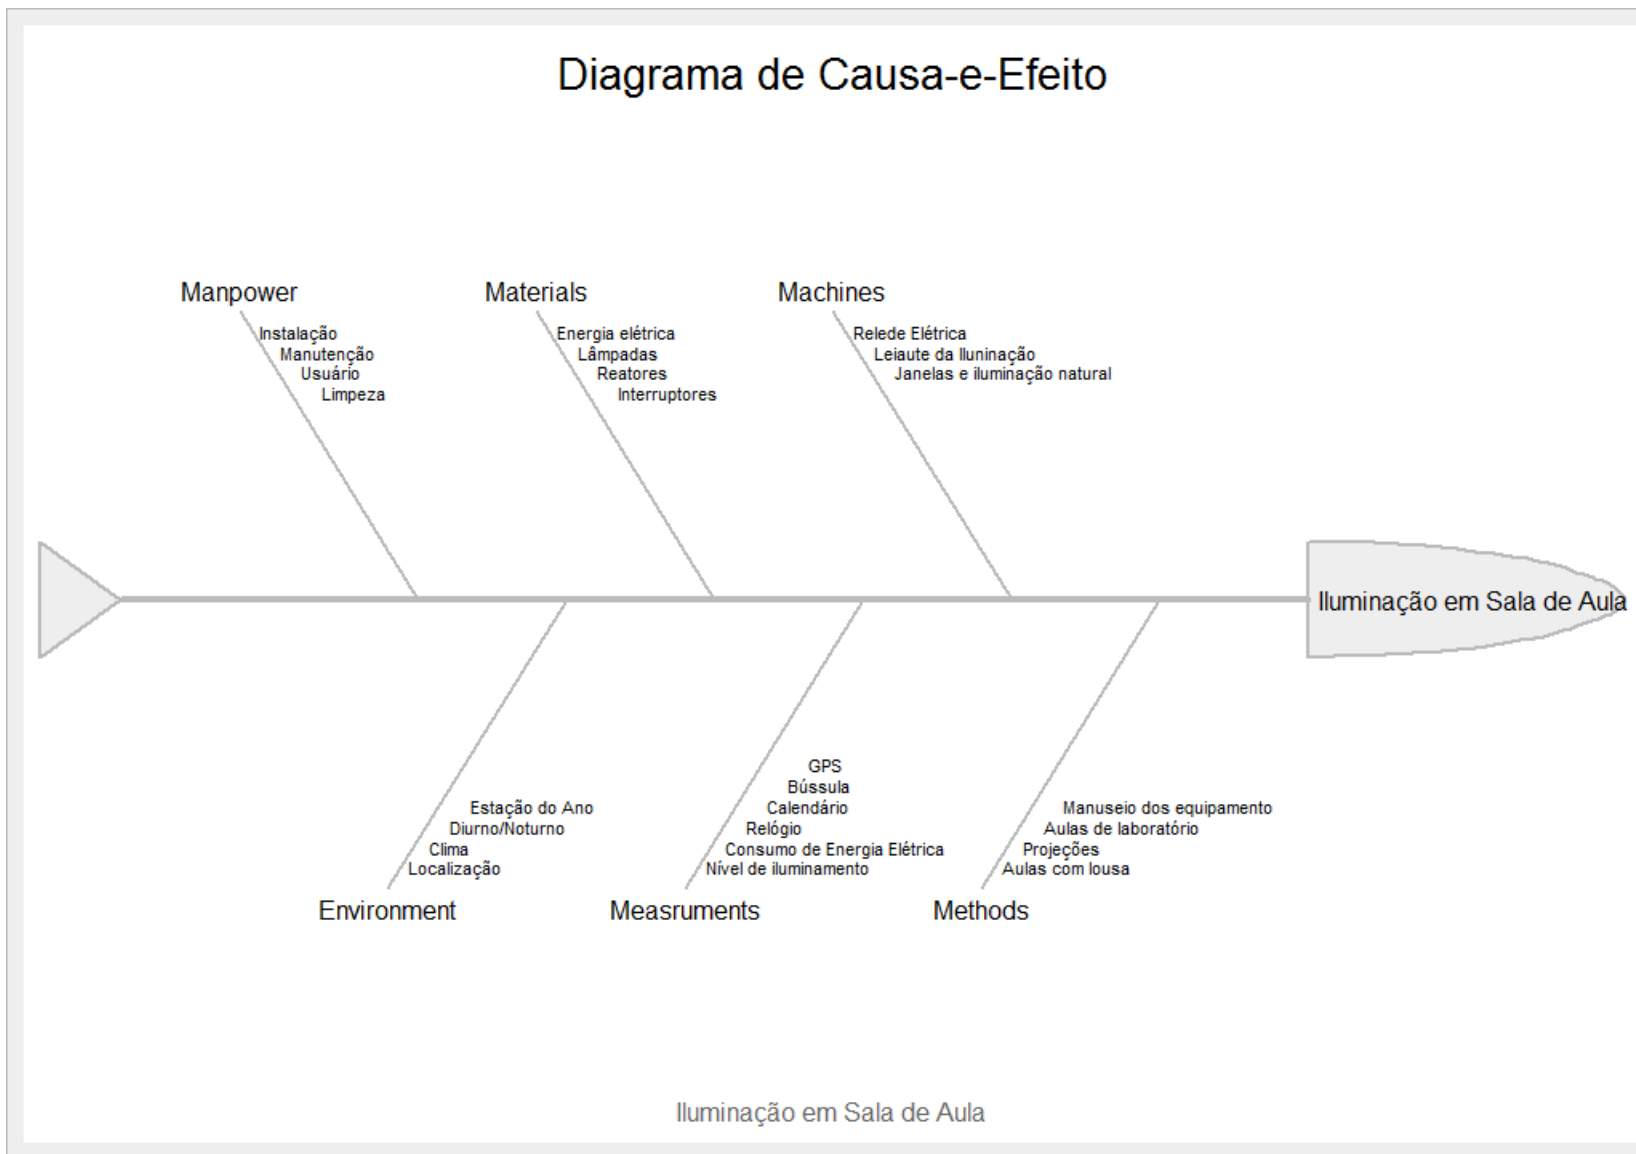 Diagrama de Causa-e-Efeito
Manpower
Instalação
Manutenção
Usuário
Limpeza
Materials
Energia elétrica
Lâmpadas
Reatores
Interruptores
Machines
Relede Elétrica
Leiaute da Iluninação
Janelas e iluminação natural
Iluminação em Sala de Aula
Estação do Ano
Diurno/Noturno
Clima
Localização
Environment
GPS
Bússula
Calendário
Relógio
Consumo de Energia Elétrica
Nível de iluminamento
Measruments
Manuseio dos equipamento
Aulas de laboratório
Projeções
Aulas com lousa
Methods
Iluminação em Sala de Aula